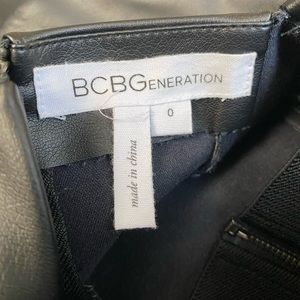 BCBGENERATION
0
made in china